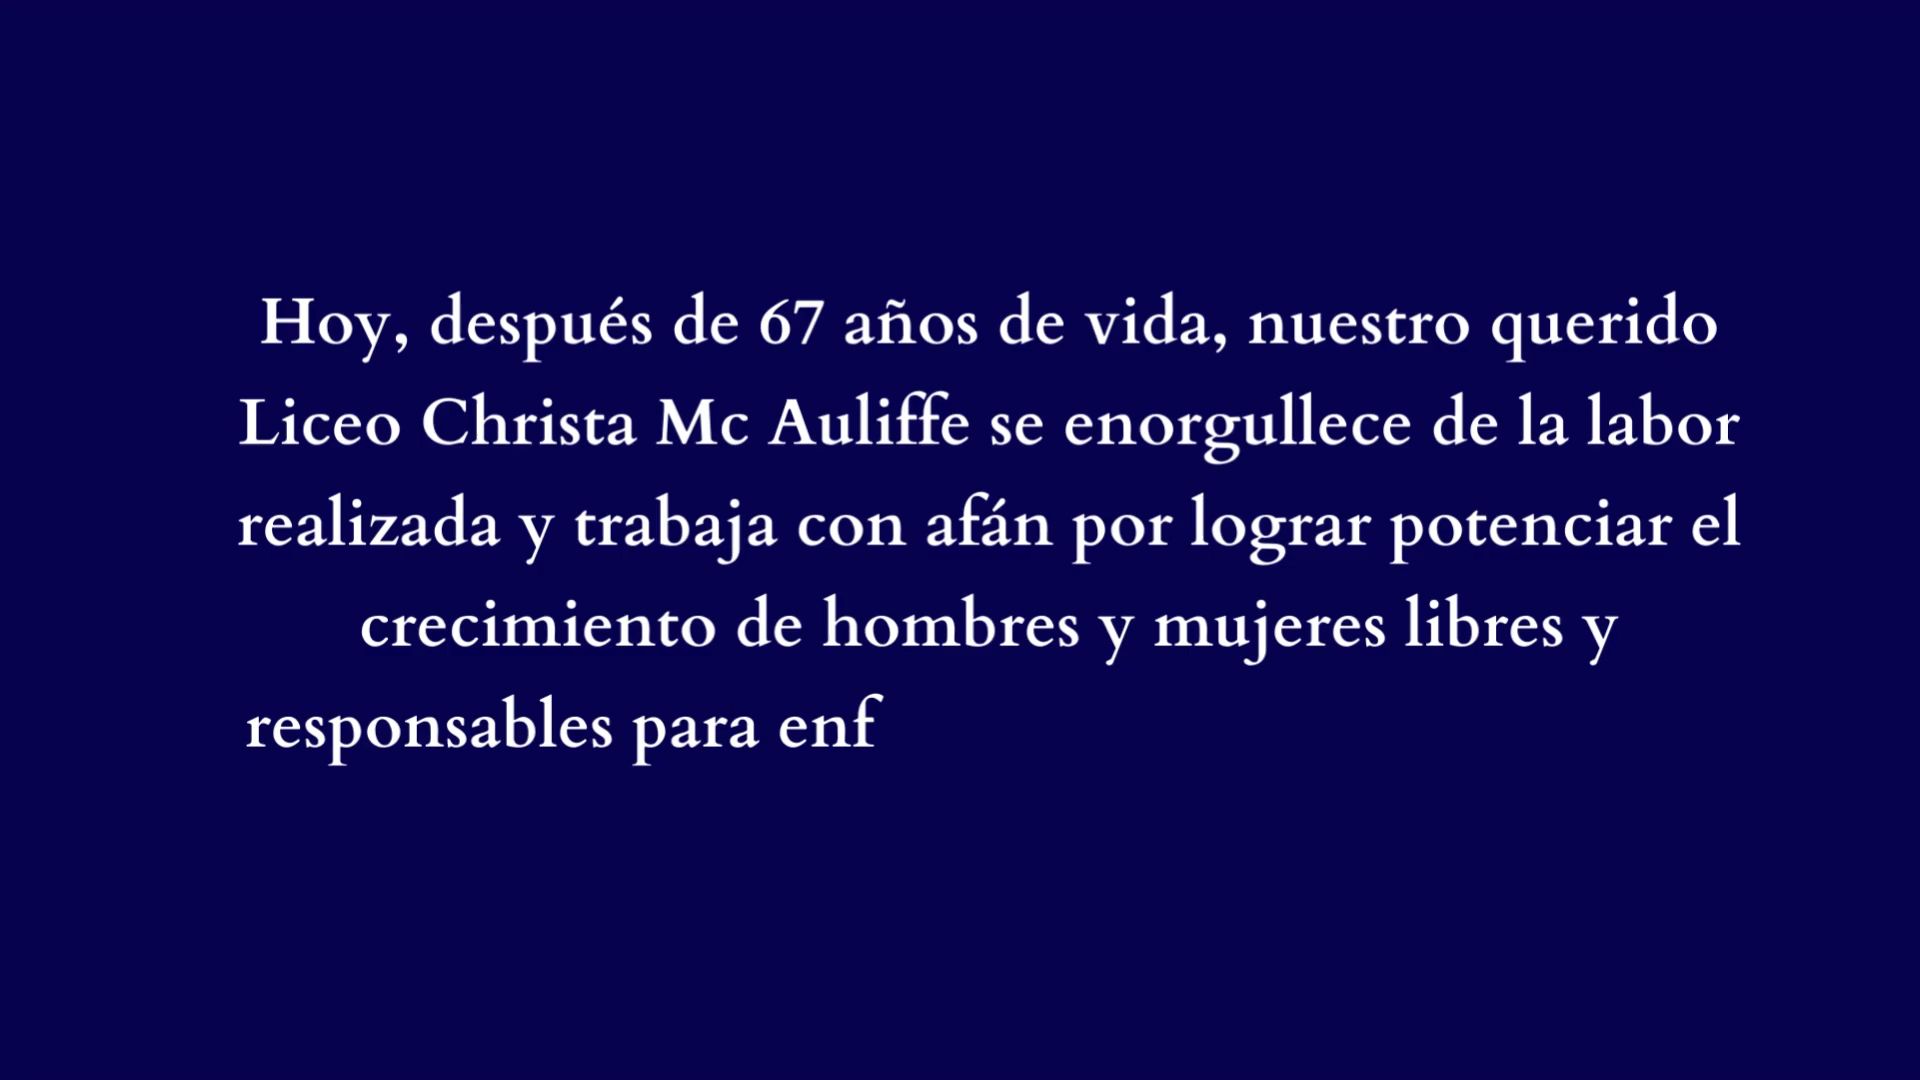 Hoy, después de 67 años de vida, nuestro querido
Liceo Christa Mc Auliffe se enorgullece de la labor
realizada y trabaja con afán por lograr potenciar el
crecimiento de hombres y mujeres libres y
responsables para enf